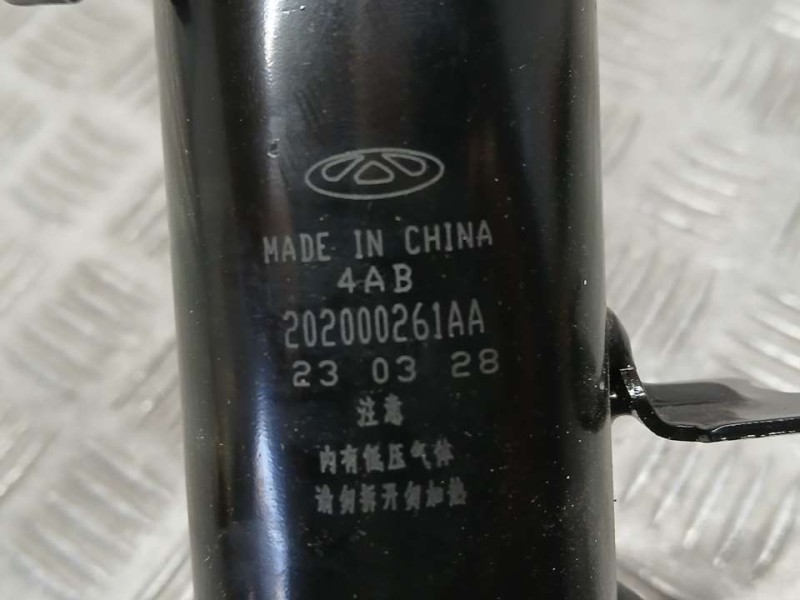 MADE IN CHINA
4AB
202000261AA
23 03 28
注意
内有低压气体
请勿拆开勿加热